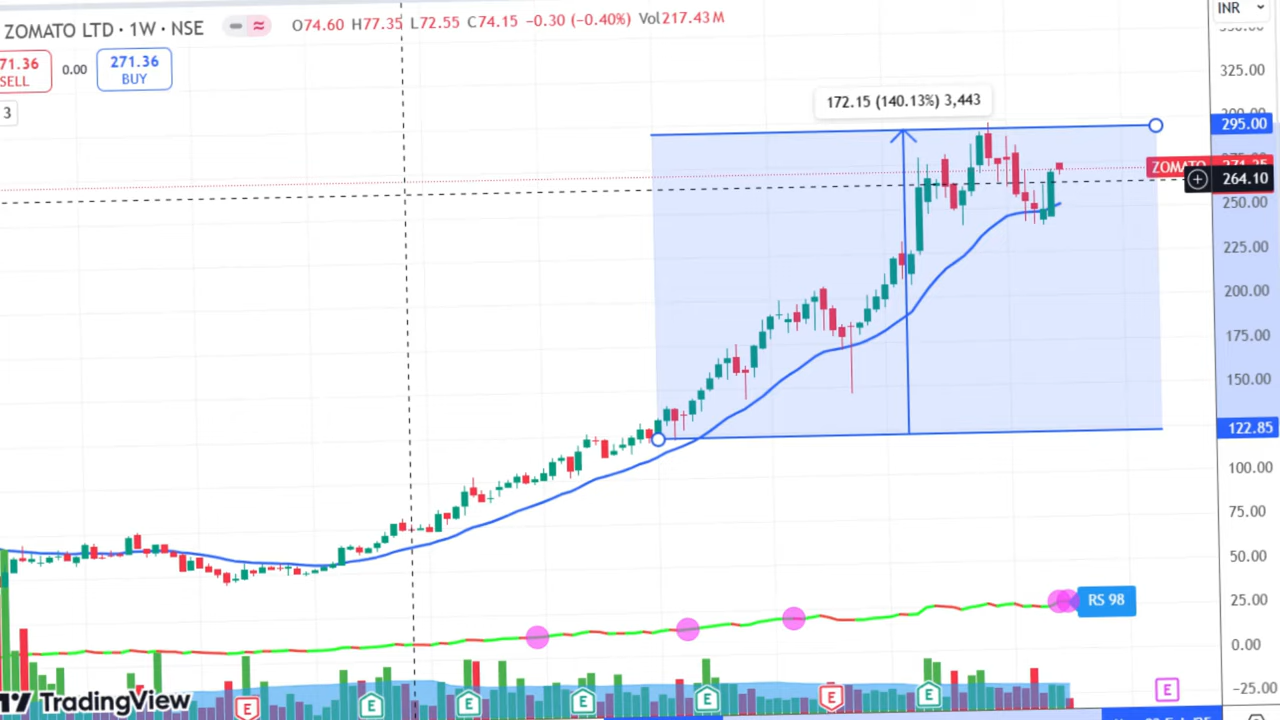 ZOMATO LTD · 1W · NSE
O74.60 H77.35 L72.55 C74.15 −0.30 (−0.40%) Vol217.43M
INR
71.36
SELL
0.00
271.36
BUY
3
325.00
172.15 (140.13%) 3,443
295.00
ZOMATO
264.10
250.00
225.00
200.00
175.00
150.00
122.85
100.00
75.00
50.00
25.00
RS 98
0.00
−25.00
E
E
E
E
E
E
E
E
TradingView